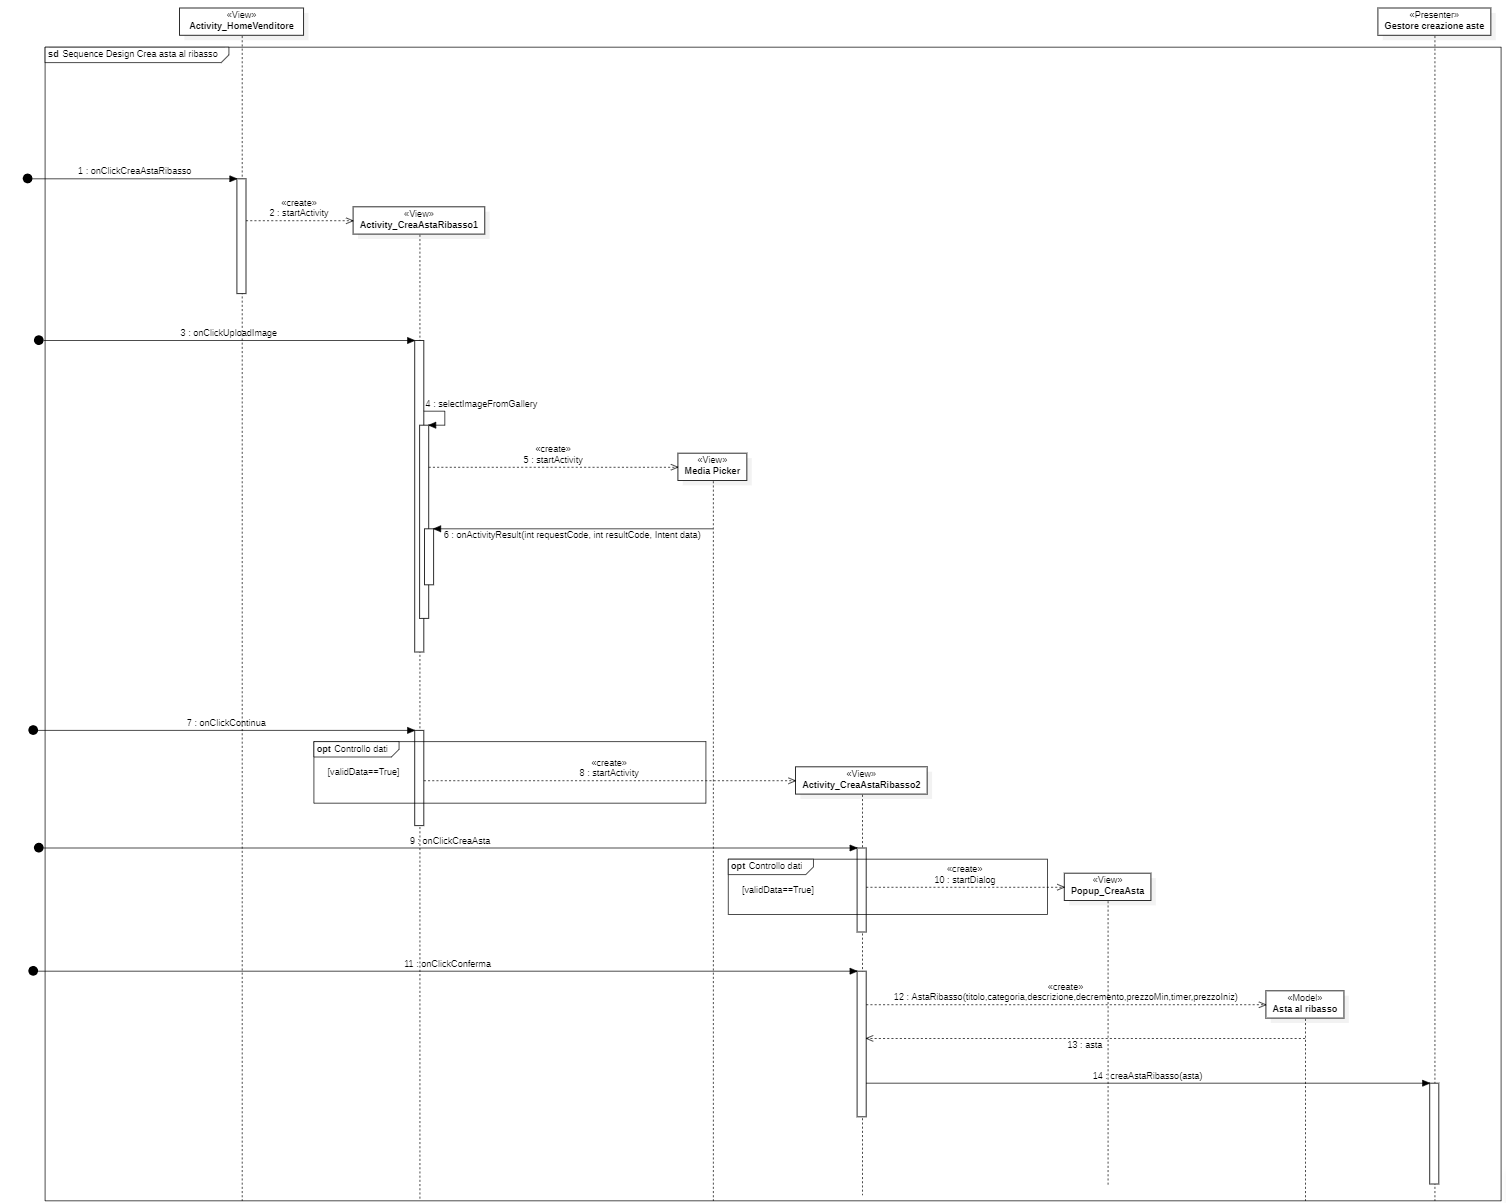 «View»
Activity_HomeVenditore
«Presenter»
Gestore creazione aste
sd Sequence Design Crea asta al ribasso
1 : onClickCreaAstaRibasso
«create»
2 : startActivity
«View»
Activity_CreaAstaRibasso1
3 : onClickUploadImage
4 : selectImageFromGallery
«create»
5 : startActivity
«View»
Media Picker
6 : onActivityResult(int requestCode, int resultCode, Intent data)
7 : onClickContinua
opt Controllo dati
[validData==True]
«create»
8 : startActivity
«View»
Activity_CreaAstaRibasso2
9 : onClickCreaAsta
opt Controllo dati
[validData==True]
«create»
10 : startDialog
«View»
Popup_CreaAsta
11 : onClickConferma
«create»
12 : AstaRibasso(titolo,categoria,descrizione,decremento,prezzoMin,timer,prezzoIniz)
«Model»
Asta al ribasso
13 : asta
14 : creaAstaRibasso(asta)